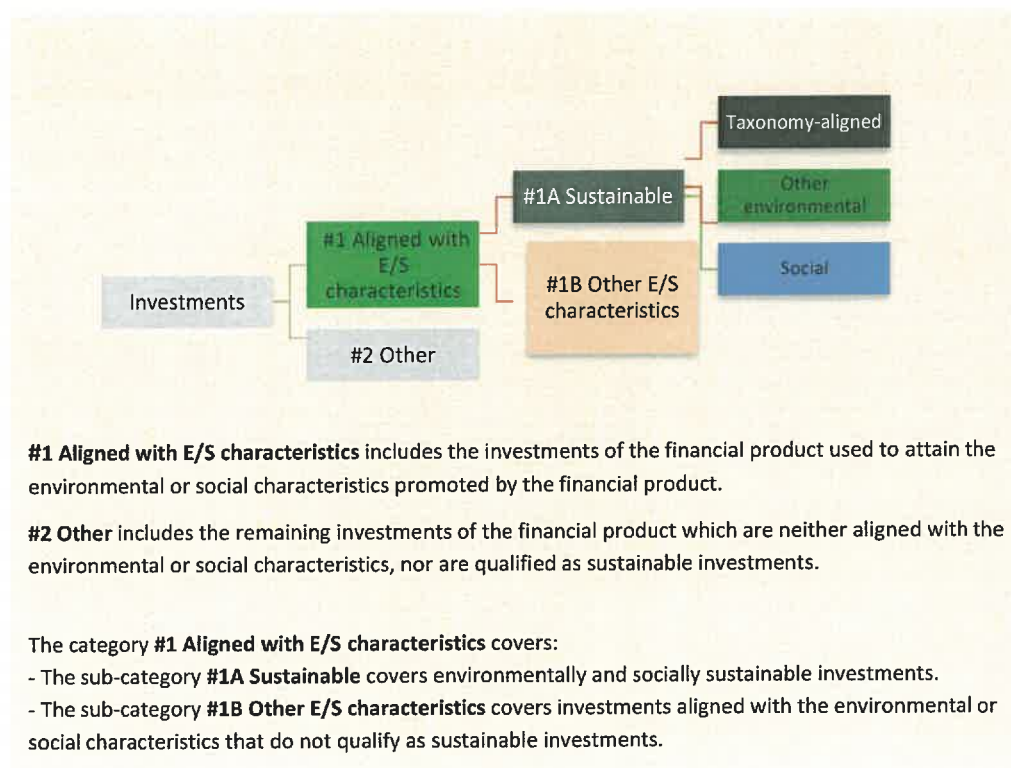 Taxonomy-aligned
#1A Sustainable
Other
environmental
#1 Aligned with
E/S
characteristics
Social
#1B Other E/S
characteristics
Investments
#2 Other
#1 Aligned with E/S characteristics includes the investments of the financial product used to attain the
environmental or social characteristics promoted by the financial product.
#2 Other includes the remaining investments of the financial product which are neither aligned with the
environmental or social characteristics, nor are qualified as sustainable investments.
The category #1 Aligned with E/S characteristics covers:
- The sub-category #1A Sustainable covers environmentally and socially sustainable investments.
- The sub-category #1B Other E/S characteristics covers investments aligned with the environmental or
social characteristics that do not qualify as sustainable investments.